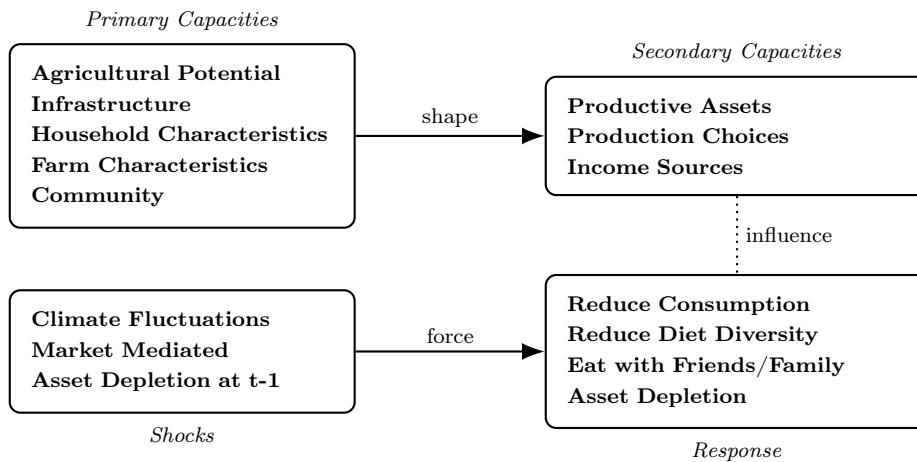 Primary Capacities
Agricultural Potential
Infrastructure
Household Characteristics
Farm Characteristics
Community
shape
Secondary Capacities
Productive Assets
Production Choices
Income Sources
influence
Climate Fluctuations
Market Mediated
Asset Depletion at t-1
Shocks
force
Reduce Consumption
Reduce Diet Diversity
Eat with Friends/Family
Asset Depletion
Response